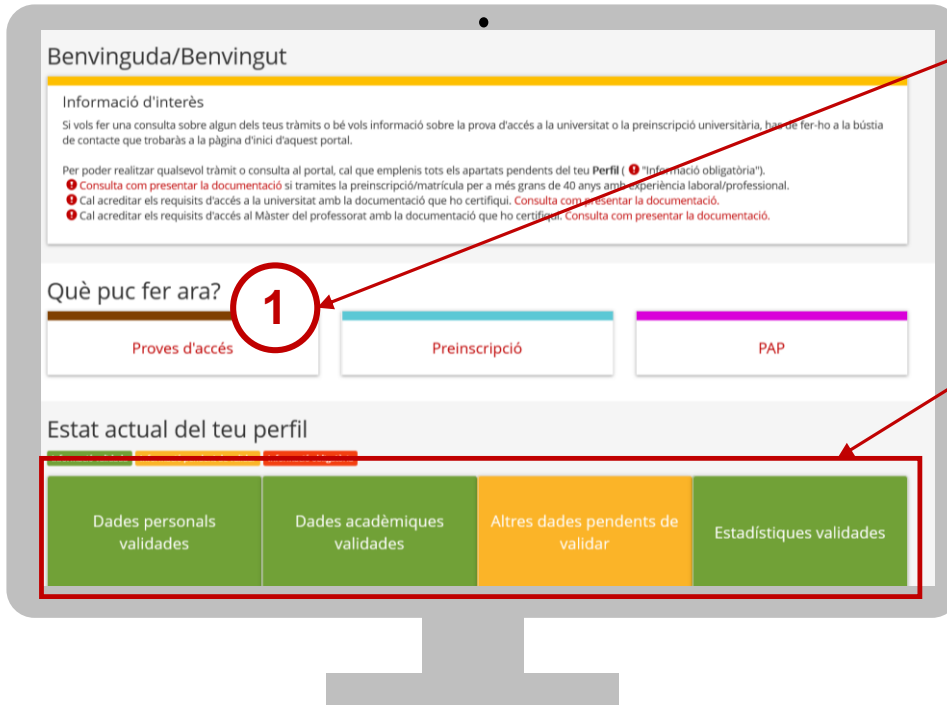 Benvinguda/Benvingut
Informació d'interès
Si vols fer una consulta sobre algun dels teus tràmits o bé vols informació sobre la prova d'accés a la universitat o la preinscripció universitària, has de fer-ho a la bústia
de contacte que trobaràs a la pàgina d'inici d'aquest portal.
Per poder realitzar qualsevol tràmit o consulta al portal, cal que emplenis tots els apartats pendents del teu Perfil ( "Informació obligatòria").
Consulta com presentar la documentació si tramites la preinscripció/matrícula per a més grans de 40 anys amb experiència laboral/professional.
Cal acreditar els requisits d'accés a la universitat amb la documentació que ho certifiqui. Consulta com presentar la documentació.
Cal acreditar els requisits d'accés al Màster del professorat amb la documentació que ho certifiqui. Consulta com presentar la documentació.
Què puc fer ara?
1
Proves d'accés
Preinscripció
PAP
Estat actual del teu perfil
Dades personals
validades
Dades acadèmiques
validades
Altres dades pendents de
validar
Estadístiques validades